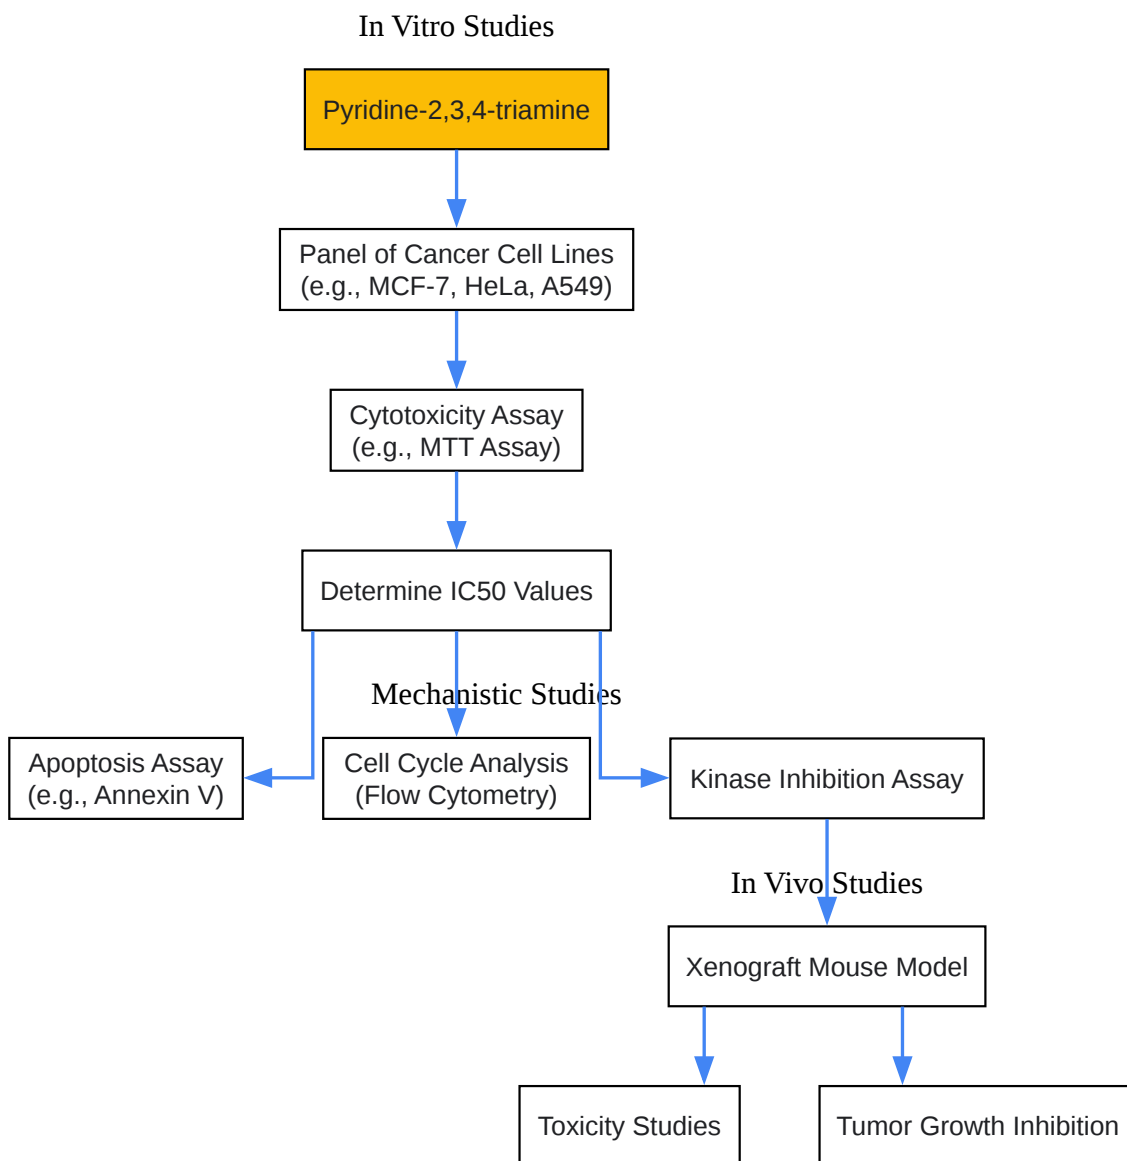 In Vitro Studies
Pyridine-2,3,4-triamine
Panel of Cancer Cell Lines
(e.g., MCF-7, HeLa, A549)
Cytotoxicity Assay
(e.g., MTT Assay)
Determine IC50 Values
Mechanistic Studies
Apoptosis Assay
(e.g., Annexin V)
Cell Cycle Analysis
(Flow Cytometry)
Kinase Inhibition Assay
In Vivo Studies
Xenograft Mouse Model
Toxicity Studies
Tumor Growth Inhibition